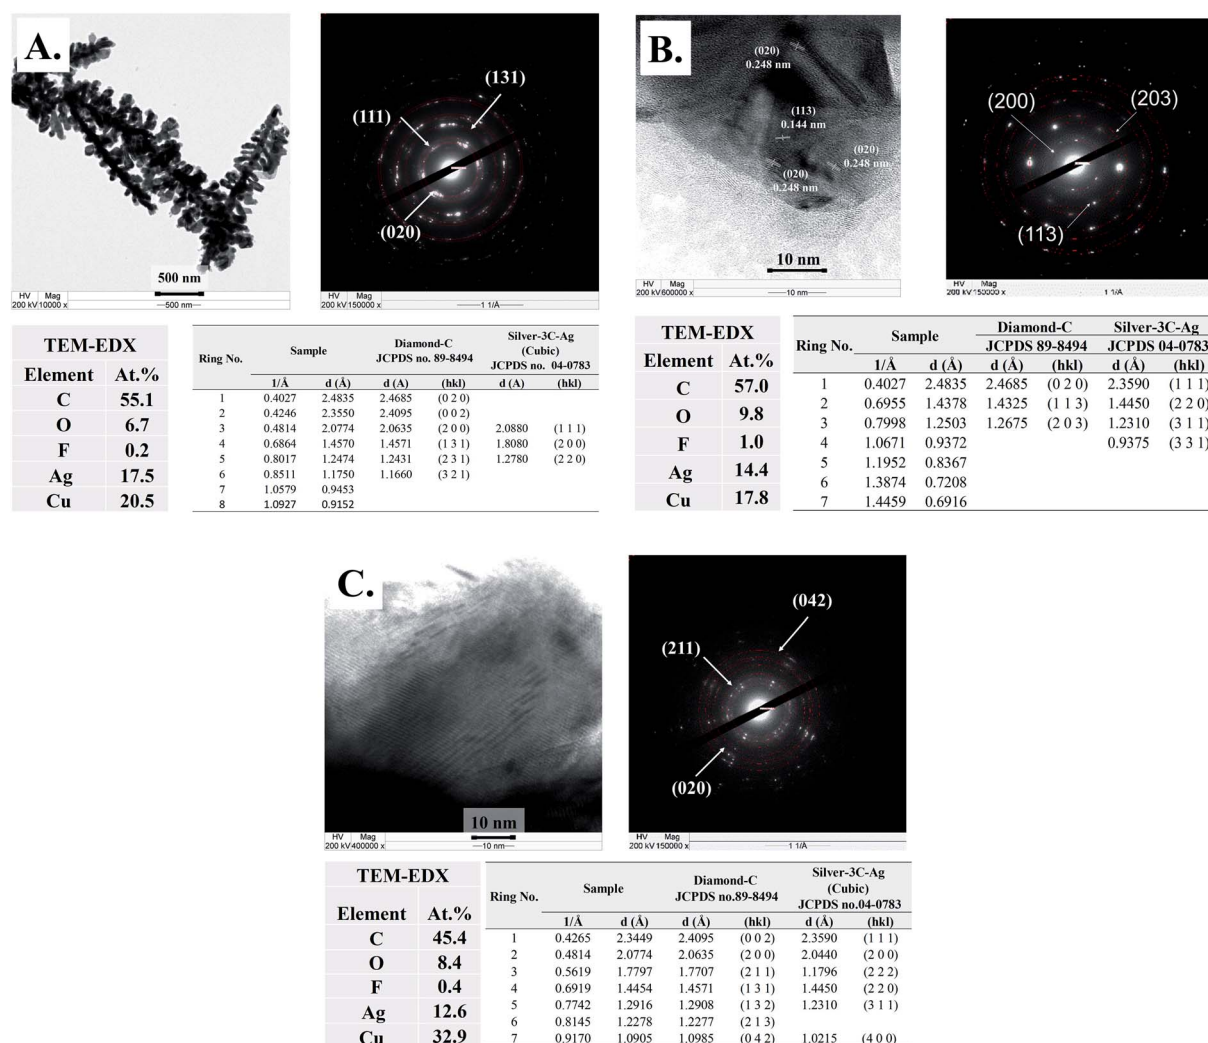 A.
500 nm
HV Mag
200 kV 10000 x 500 nm
(131)
(111)
(020)
HV Mag
200 kV 150000 x 1 1/A
TEM-EDX
Element At.%
C 55.1
O 6.7
F 0.2
Ag 17.5
Cu 20.5
Ring No. Sample Diamond-C JCPDS no. 89-8494 Silver-3C-Ag (Cubic) JCPDS no. 04-0783
1/Å d (Å) d (A) (hkl) d (A) (hkl)
1 0.4027 2.4835 2.4685 (0 2 0)
2 0.4246 2.3550 2.4095 (0 0 2)
3 0.4814 2.0774 2.0635 (2 0 0) 2.0880 (1 1 1)
4 0.6864 1.4570 1.4571 (1 3 1) 1.8080 (2 0 0)
5 0.8017 1.2474 1.2431 (2 3 1) 1.2780 (2 2 0)
6 0.8511 1.1750 1.1660 (3 2 1)
7 1.0579 0.9453
8 1.0927 0.9152
B.
(020)
0.248 nm
(113)
0.144 nm
(020)
0.248 nm
(020)
0.248 nm
10 nm
HV Mag
200 kV 600000 x 10 nm
(200)
(203)
(113)
HV Mag
200 kV 150000 x 1 1/A
TEM-EDX
Element At.%
C 57.0
O 9.8
F 1.0
Ag 14.4
Cu 17.8
Ring No. Sample Diamond-C JCPDS 89-8494 Silver-3C-Ag JCPDS 04-0783
1/Å d (Å) d (Å) (hkl) d (Å) (hkl)
1 0.4027 2.4835 2.4685 (0 2 0) 2.3590 (1 1 1)
2 0.6955 1.4378 1.4325 (1 1 3) 1.4450 (2 2 0)
3 0.7998 1.2503 1.2675 (2 0 3) 1.2310 (3 1 1)
4 1.0671 0.9372 0.9375 (3 3 1)
5 1.1952 0.8367
6 1.3874 0.7208
7 1.4459 0.6916
C.
10 nm
HV Mag
200 kV 400000 x 10 nm
(042)
(211)
(020)
HV Mag
200 kV 150000 x 1 1/A
TEM-EDX
Element At.%
C 45.4
O 8.4
F 0.4
Ag 12.6
Cu 32.9
Ring No. Sample Diamond-C JCPDS no.89-8494 Silver-3C-Ag (Cubic) JCPDS no.04-0783
1/Å d (Å) d (Å) (hkl) d (Å) (hkl)
1 0.4265 2.3449 2.4095 (0 0 2) 2.3590 (1 1 1)
2 0.4814 2.0774 2.0635 (2 0 0) 2.0440 (2 0 0)
3 0.5619 1.7797 1.7707 (2 1 1) 1.1796 (2 2 2)
4 0.6919 1.4454 1.4571 (1 3 1) 1.4450 (2 2 0)
5 0.7742 1.2916 1.2908 (1 3 2) 1.2310 (3 1 1)
6 0.8145 1.2278 1.2277 (2 1 3)
7 0.9170 1.0905 1.0985 (0 4 2) 1.0215 (4 0 0)